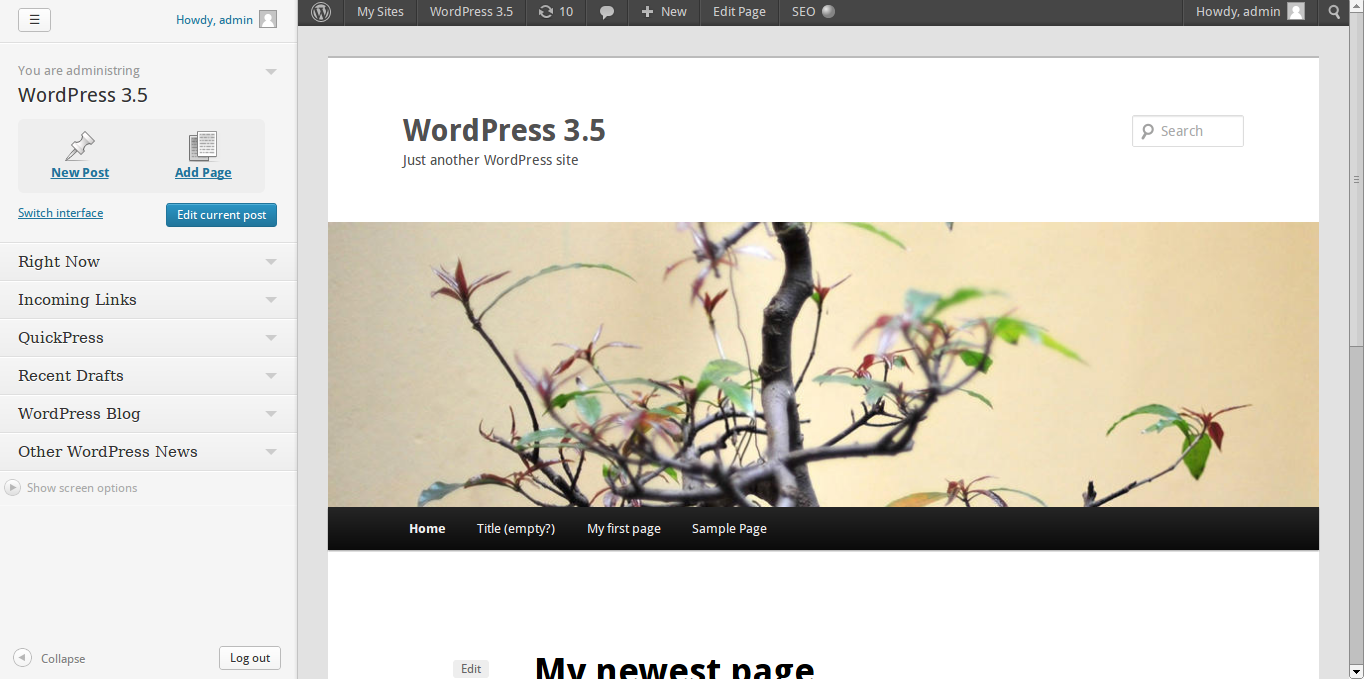 Howdy, admin
You are administring
WordPress 3.5
New Post Add Page
Switch interface Edit current post
Right Now
Incoming Links
QuickPress
Recent Drafts
WordPress Blog
Other WordPress News
Show screen options
Collapse Log out
My Sites WordPress 3.5 10 New Edit Page SEO Howdy, admin
WordPress 3.5
Just another WordPress site
Search
Home Title (empty?) My first page Sample Page
Edit My newest page